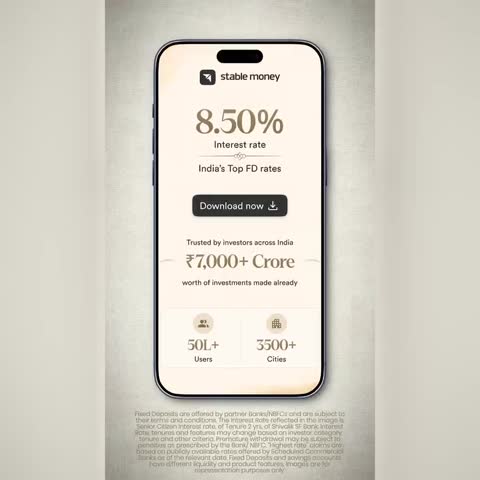 stable money
8.50%
Interest rate
India's Top FD rates
Download now
Trusted by investors across India
₹7,000+ Crore
worth of investments made already
50L+
Users
3500+
Cities
Fixed Deposits are offered by partner Banks/NBFCs and are subject to
their terms and conditions. The Interest Rate reflected in the image is
Senior Citizen Interest rate, of Tenure 2 yrs, of Shivalik SF Bank. Interest
Rate, tenures and features may change based on investor category,
tenure and other criteria. Premature withdrawal may be subject to
penalties as prescribed by the Bank/ NBFC. "Highest rate" claims are
based on publicly available rates offered by Scheduled Commercial
Banks as of the relevant date. Fixed Deposits and savings accounts
have different liquidity and product features. Images are for
representation purposes only.